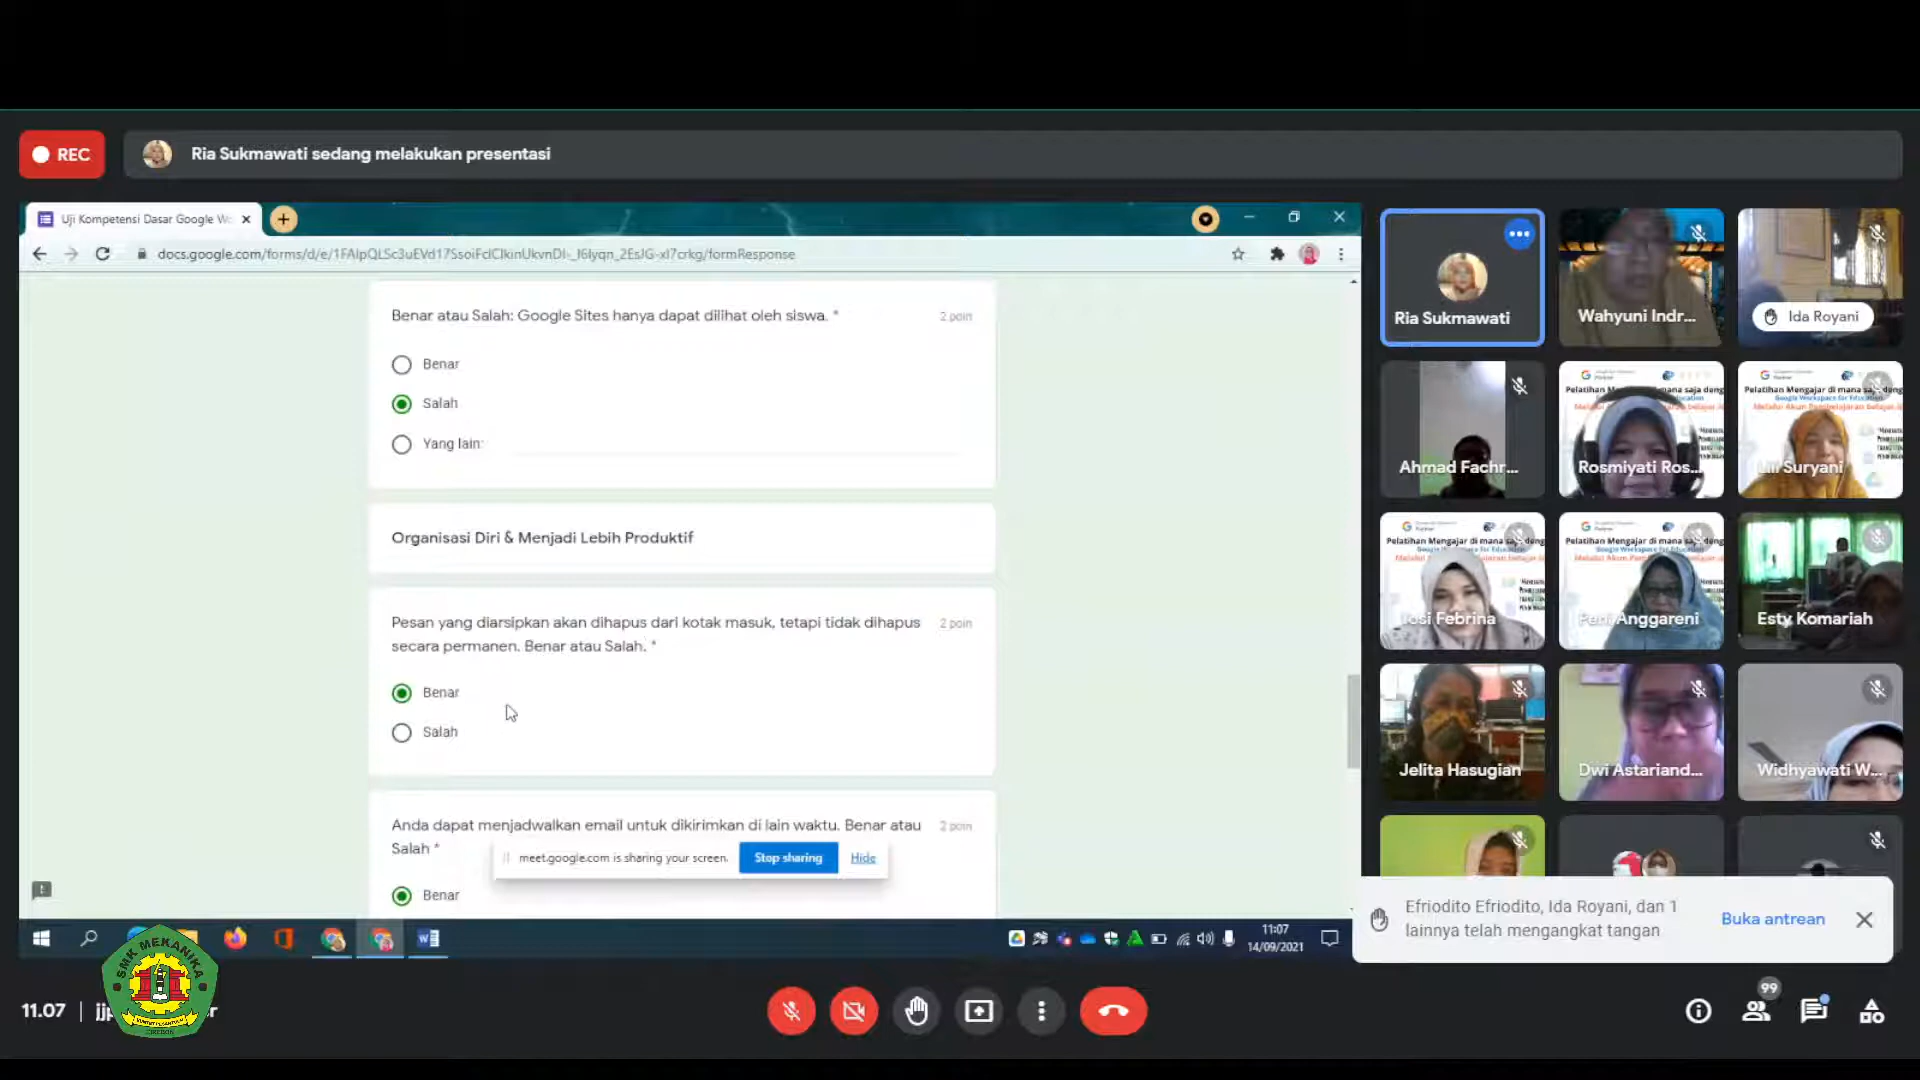 REC
Ria Sukmawati sedang melakukan presentasi
Uji Kompetensi Dasar Google Wo
docs.google.com/forms/d/e/1FAIpQLSc3uEVd17SsoiFclCIkinUkvnDI-_J6lyqn_2EsJG-xl7crkg/formResponse
Benar atau Salah: Google Sites hanya dapat dilihat oleh siswa. *
2 poin
Benar
Salah
Yang lain:
Organisasi Diri & Menjadi Lebih Produktif
Pesan yang diarsipkan akan dihapus dari kotak masuk, tetapi tidak dihapus
secara permanen. Benar atau Salah. *
2 poin
Benar
Salah
Anda dapat menjadwalkan email untuk dikirimkan di lain waktu. Benar atau
Salah *
2 poin
meet.google.com is sharing your screen.
Stop sharing
Hide
Benar
11:07
14/09/2021
Ria Sukmawati
Wahyuni Indr...
Ida Royani
Ahmad Fachr...
Rosmiyati Ros...
Suryani
Febrina
Anggareni
Esty Komariah
Jelita Hasugian
Dwi Astariand...
Widhyawati W...
Efriodito Efriodito, Ida Royani, dan 1
lainnya telah mengangkat tangan
Buka antrean
SMK MEKANIKA
CIREBON
11.07
99